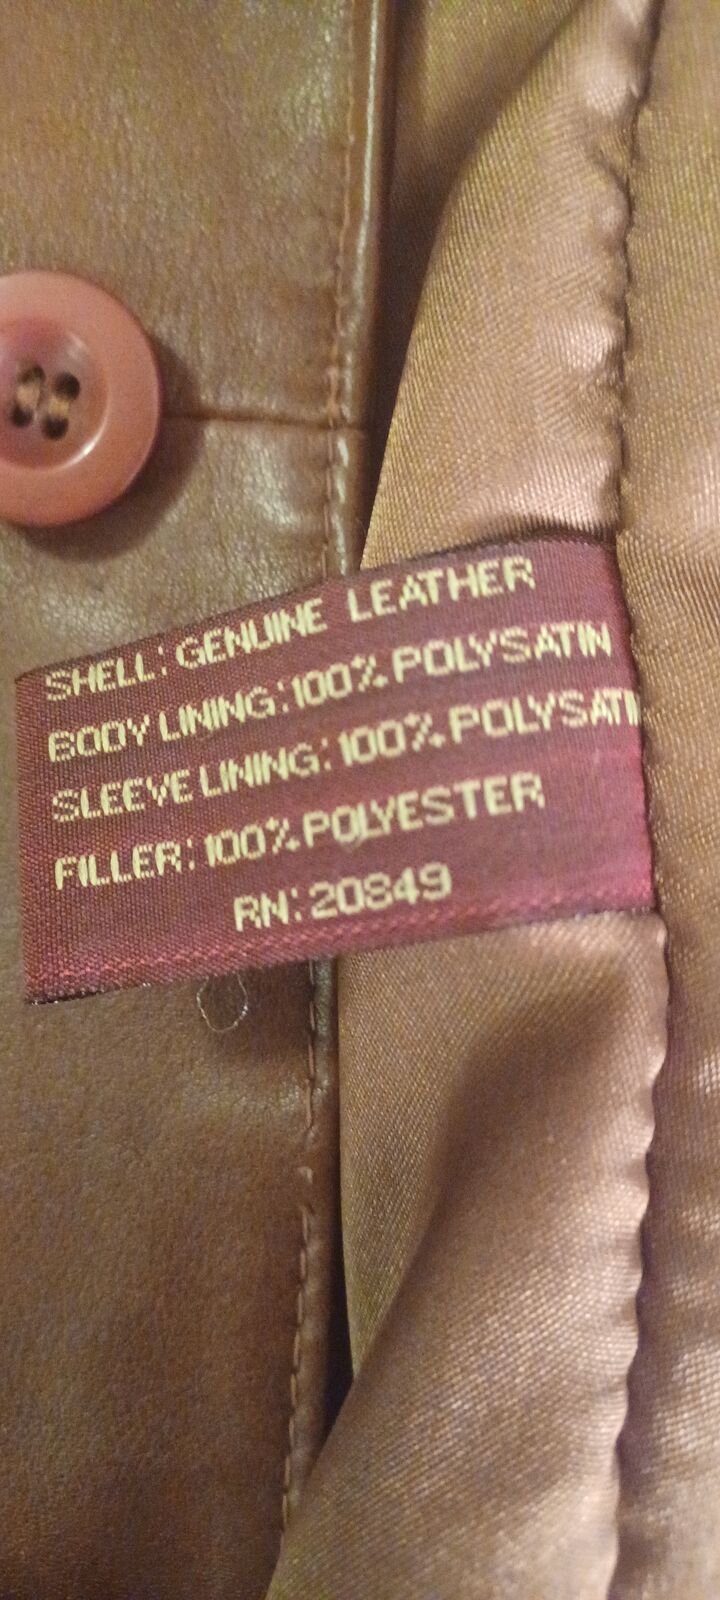 SHELL: GENUINE LEATHER
BODY LINING: 100% POLYSATIN
SLEEVE LINING: 100% POLYSATIN
FILLER: 100% POLYESTER
RN: 20849